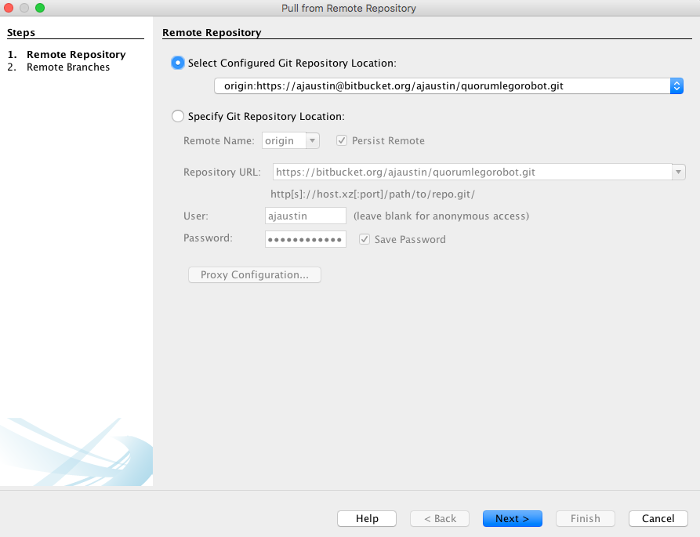 Pull from Remote Repository
Steps
1. Remote Repository
2. Remote Branches
Remote Repository
Select Configured Git Repository Location:
origin:https://ajaustin@bitbucket.org/ajaustin/quorumlegorobot.git
Specify Git Repository Location:
Remote Name: origin Persist Remote
Repository URL: https://bitbucket.org/ajaustin/quorumlegorobot.git
http[s]://host.xz[:port]/path/to/repo.git/
User: ajaustin (leave blank for anonymous access)
Password: ●●●●●●●●●●●● Save Password
Proxy Configuration...
Help < Back Next > Finish Cancel